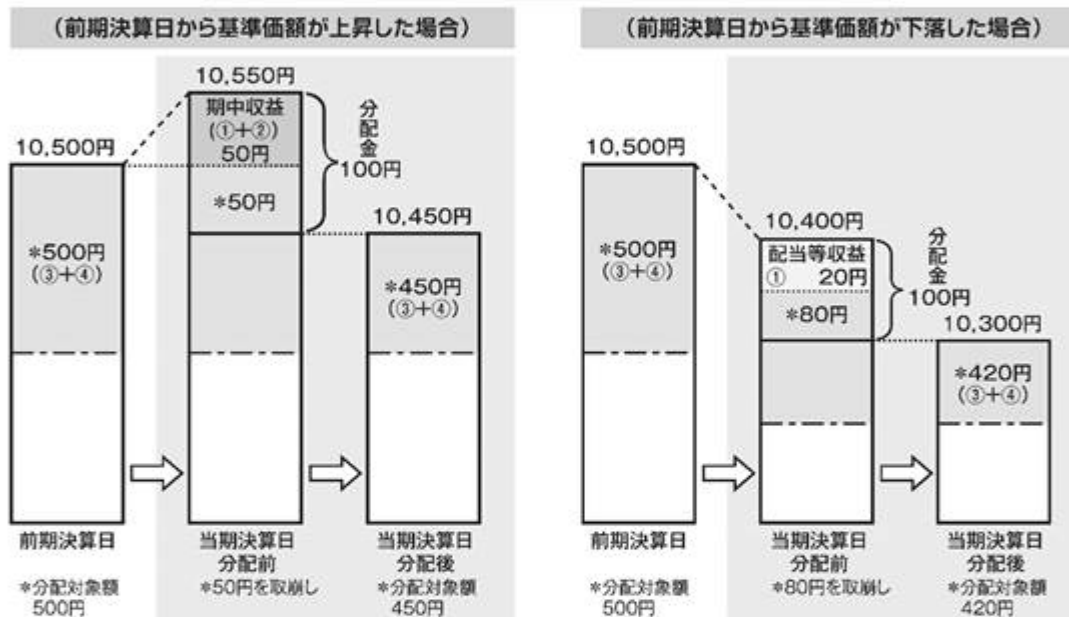 (前期決算日から基準価額が上昇した場合)
10,550円
期中収益
(①+②)
50円
分配金
100円
10,500円
*50円
10,450円
*500円
(③+④)
*450円
(③+④)
前期決算日
当期決算日
分配前
当期決算日
分配後
*分配対象額
500円
*50円を取崩し
*分配対象額
450円
(前期決算日から基準価額が下落した場合)
10,500円
10,400円
*500円
(③+④)
配当等収益
① 20円
分配金
100円
*80円
10,300円
*420円
(③+④)
前期決算日
当期決算日
分配前
当期決算日
分配後
*分配対象額
500円
*80円を取崩し
*分配対象額
420円